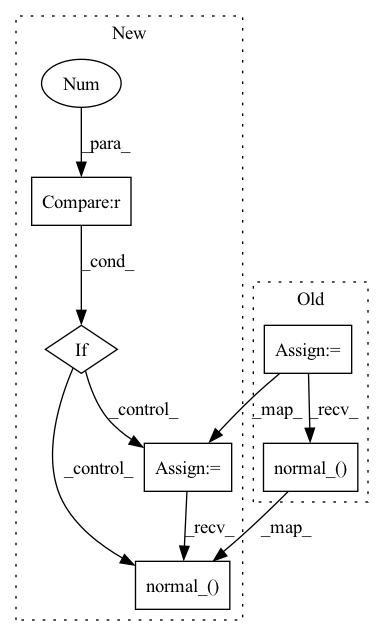 New
Num
_para_
Compare:r
_cond_
Old
If
Assign:=
_control_
_map_
_recv_
_control_
Assign:=
normal_()
_recv_
_map_
normal_()